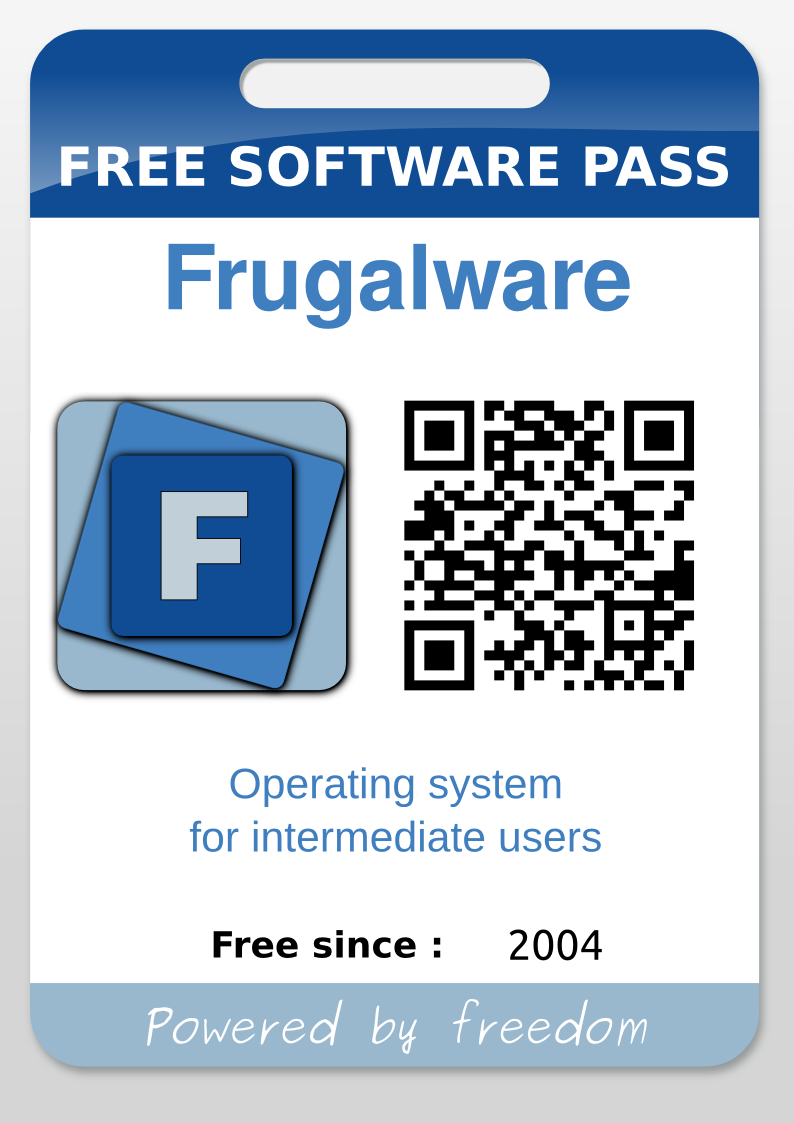 FREE SOFTWARE PASS
Frugalware
F
Operating system
for intermediate users
Free since : 2004
Powered by freedom